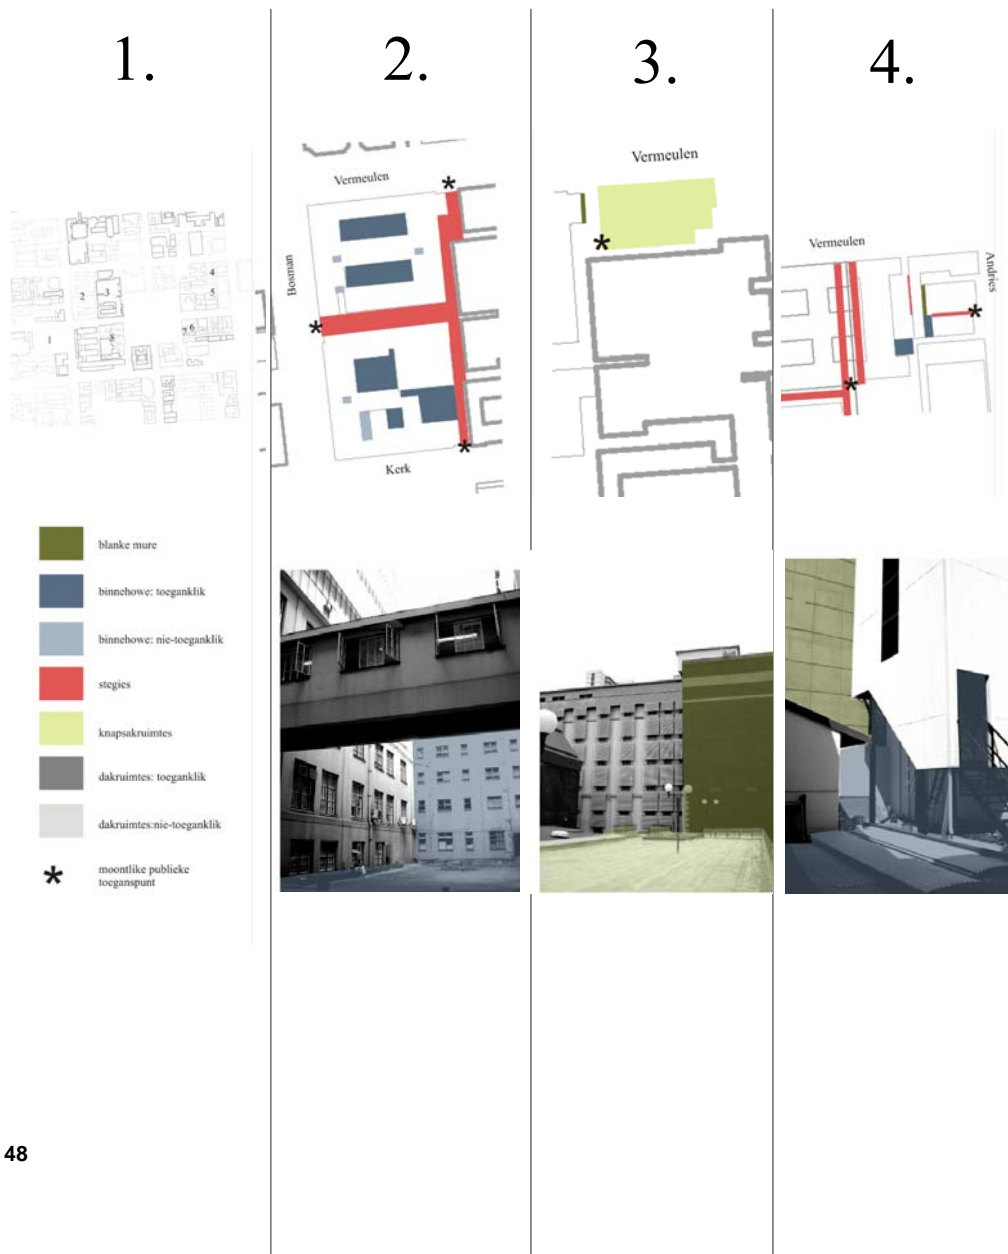 1.
2.
3.
4.
Vermeulen
Bosman
Kerk
Vermeulen
Vermeulen
Andries
2
3
4
5
1
8
7
6
blanke mure
binnehowe: toeganklik
binnehowe: nie-toeganklik
stegies
knapsakruimtes
dakruimtes: toeganklik
dakruimtes:nie-toeganklik
* moontlike publieke
toeganspunt
48